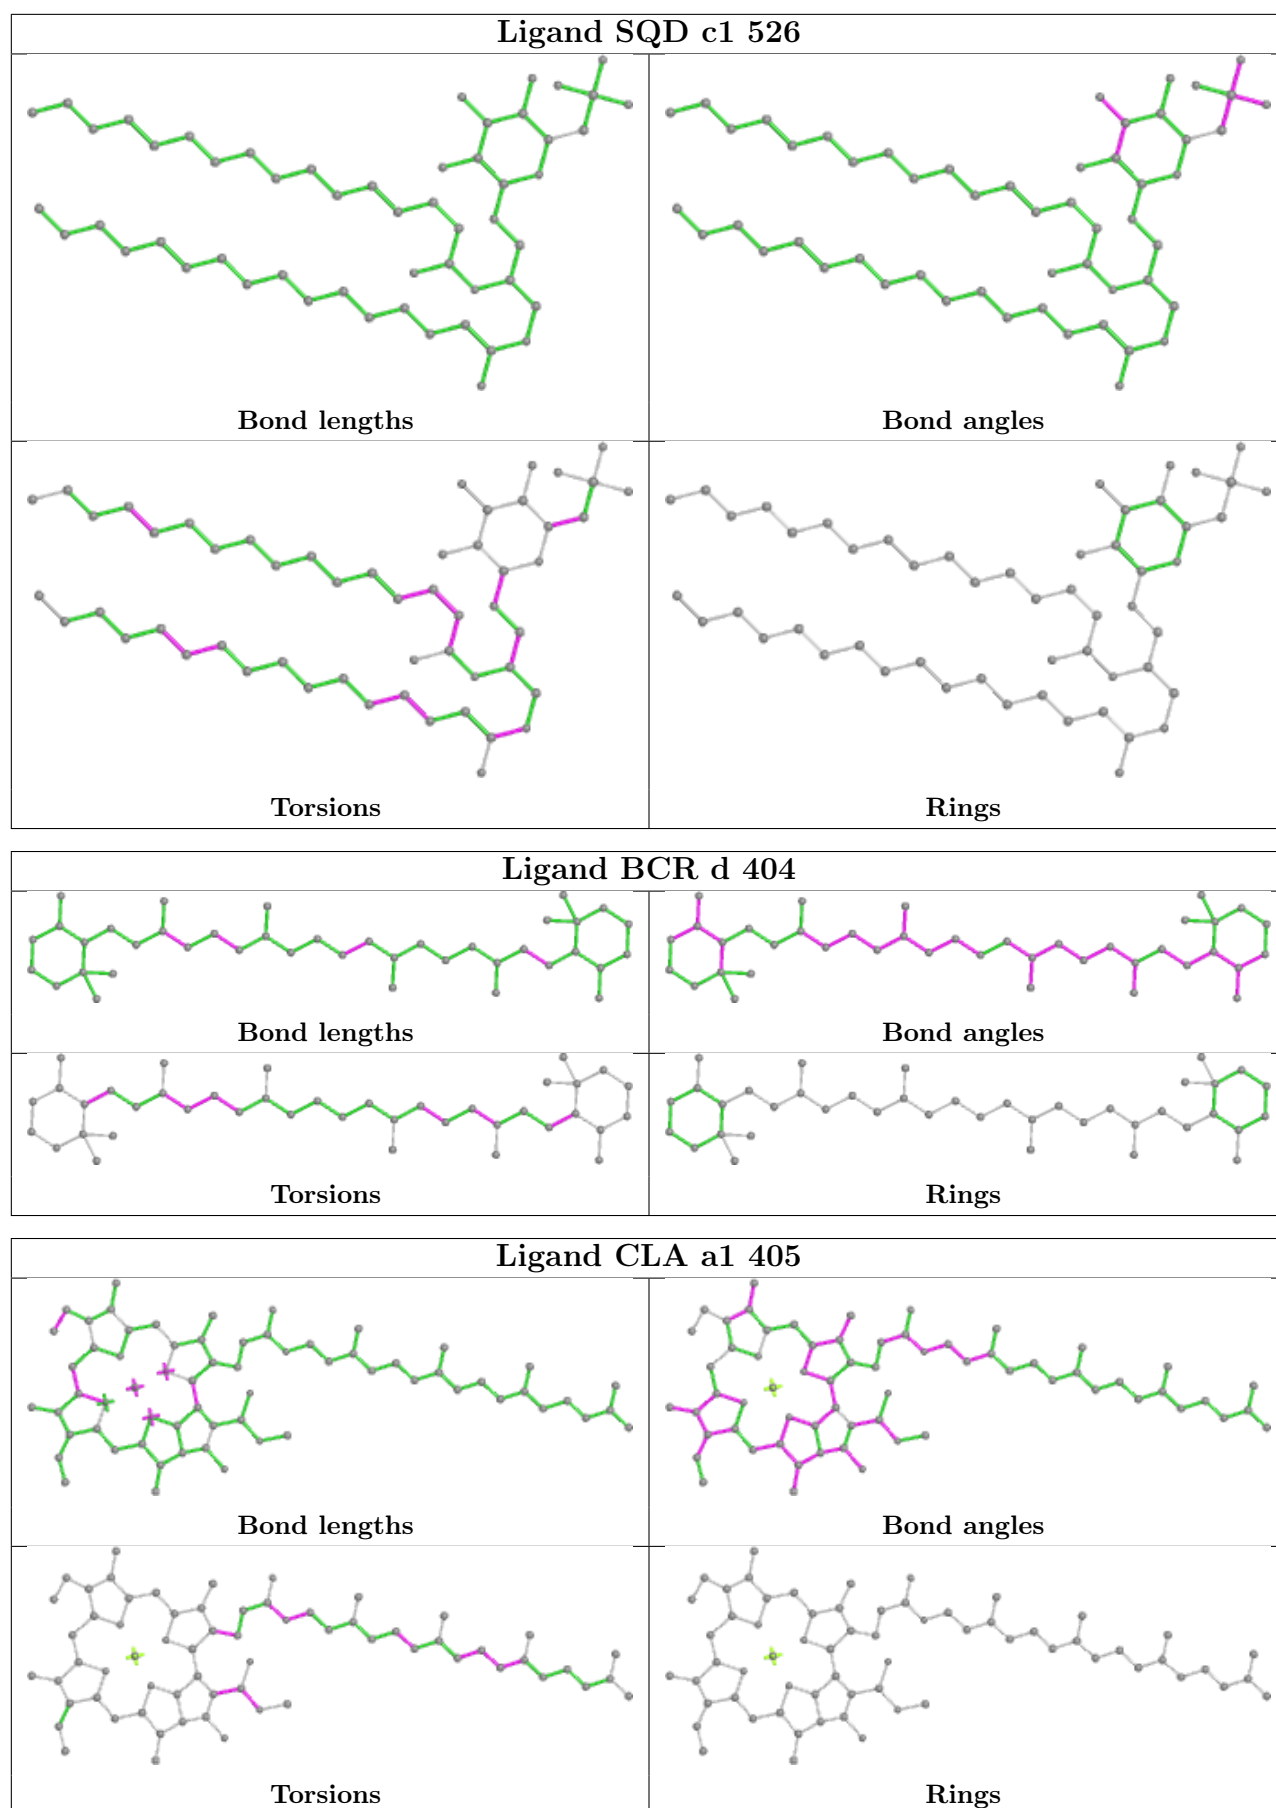 Ligand SQD c1 526
Bond lengths
Bond angles
Torsions
Rings
Ligand BCR d 404
Bond lengths
Bond angles
Torsions
Rings
Ligand CLA a1 405
Bond lengths
Bond angles
Torsions
Rings